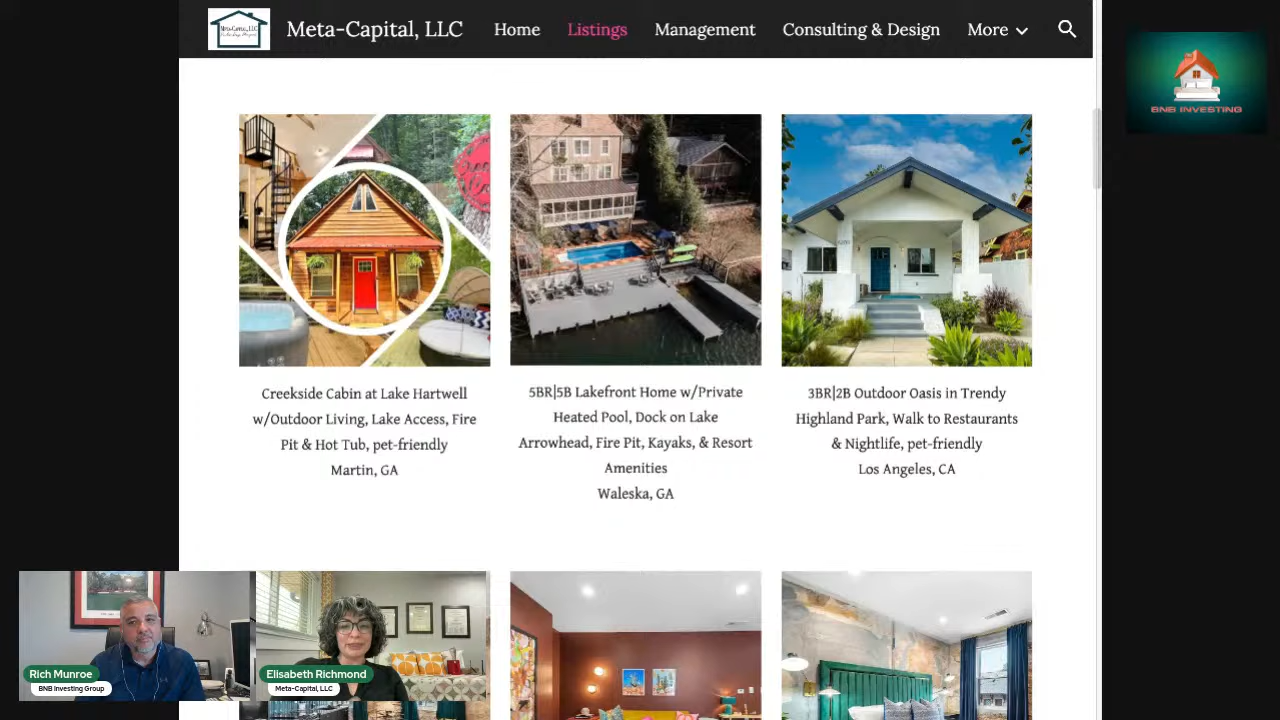 Meta-Capital, LLC
Meta-Capital, LLC
Home
Listings
Management
Consulting & Design
More
BNB INVESTING
Creekside Cabin at Lake Hartwell
w/Outdoor Living, Lake Access, Fire
Pit & Hot Tub, pet-friendly
Martin, GA
5BR|5B Lakefront Home w/Private
Heated Pool, Dock on Lake
Arrowhead, Fire Pit, Kayaks, & Resort
Amenities
Waleska, GA
3BR|2B Outdoor Oasis in Trendy
Highland Park, Walk to Restaurants
& Nightlife, pet-friendly
Los Angeles, CA
Rich Munroe
BNB Investing Group
Elisabeth Richmond
Meta-Capital, LLC